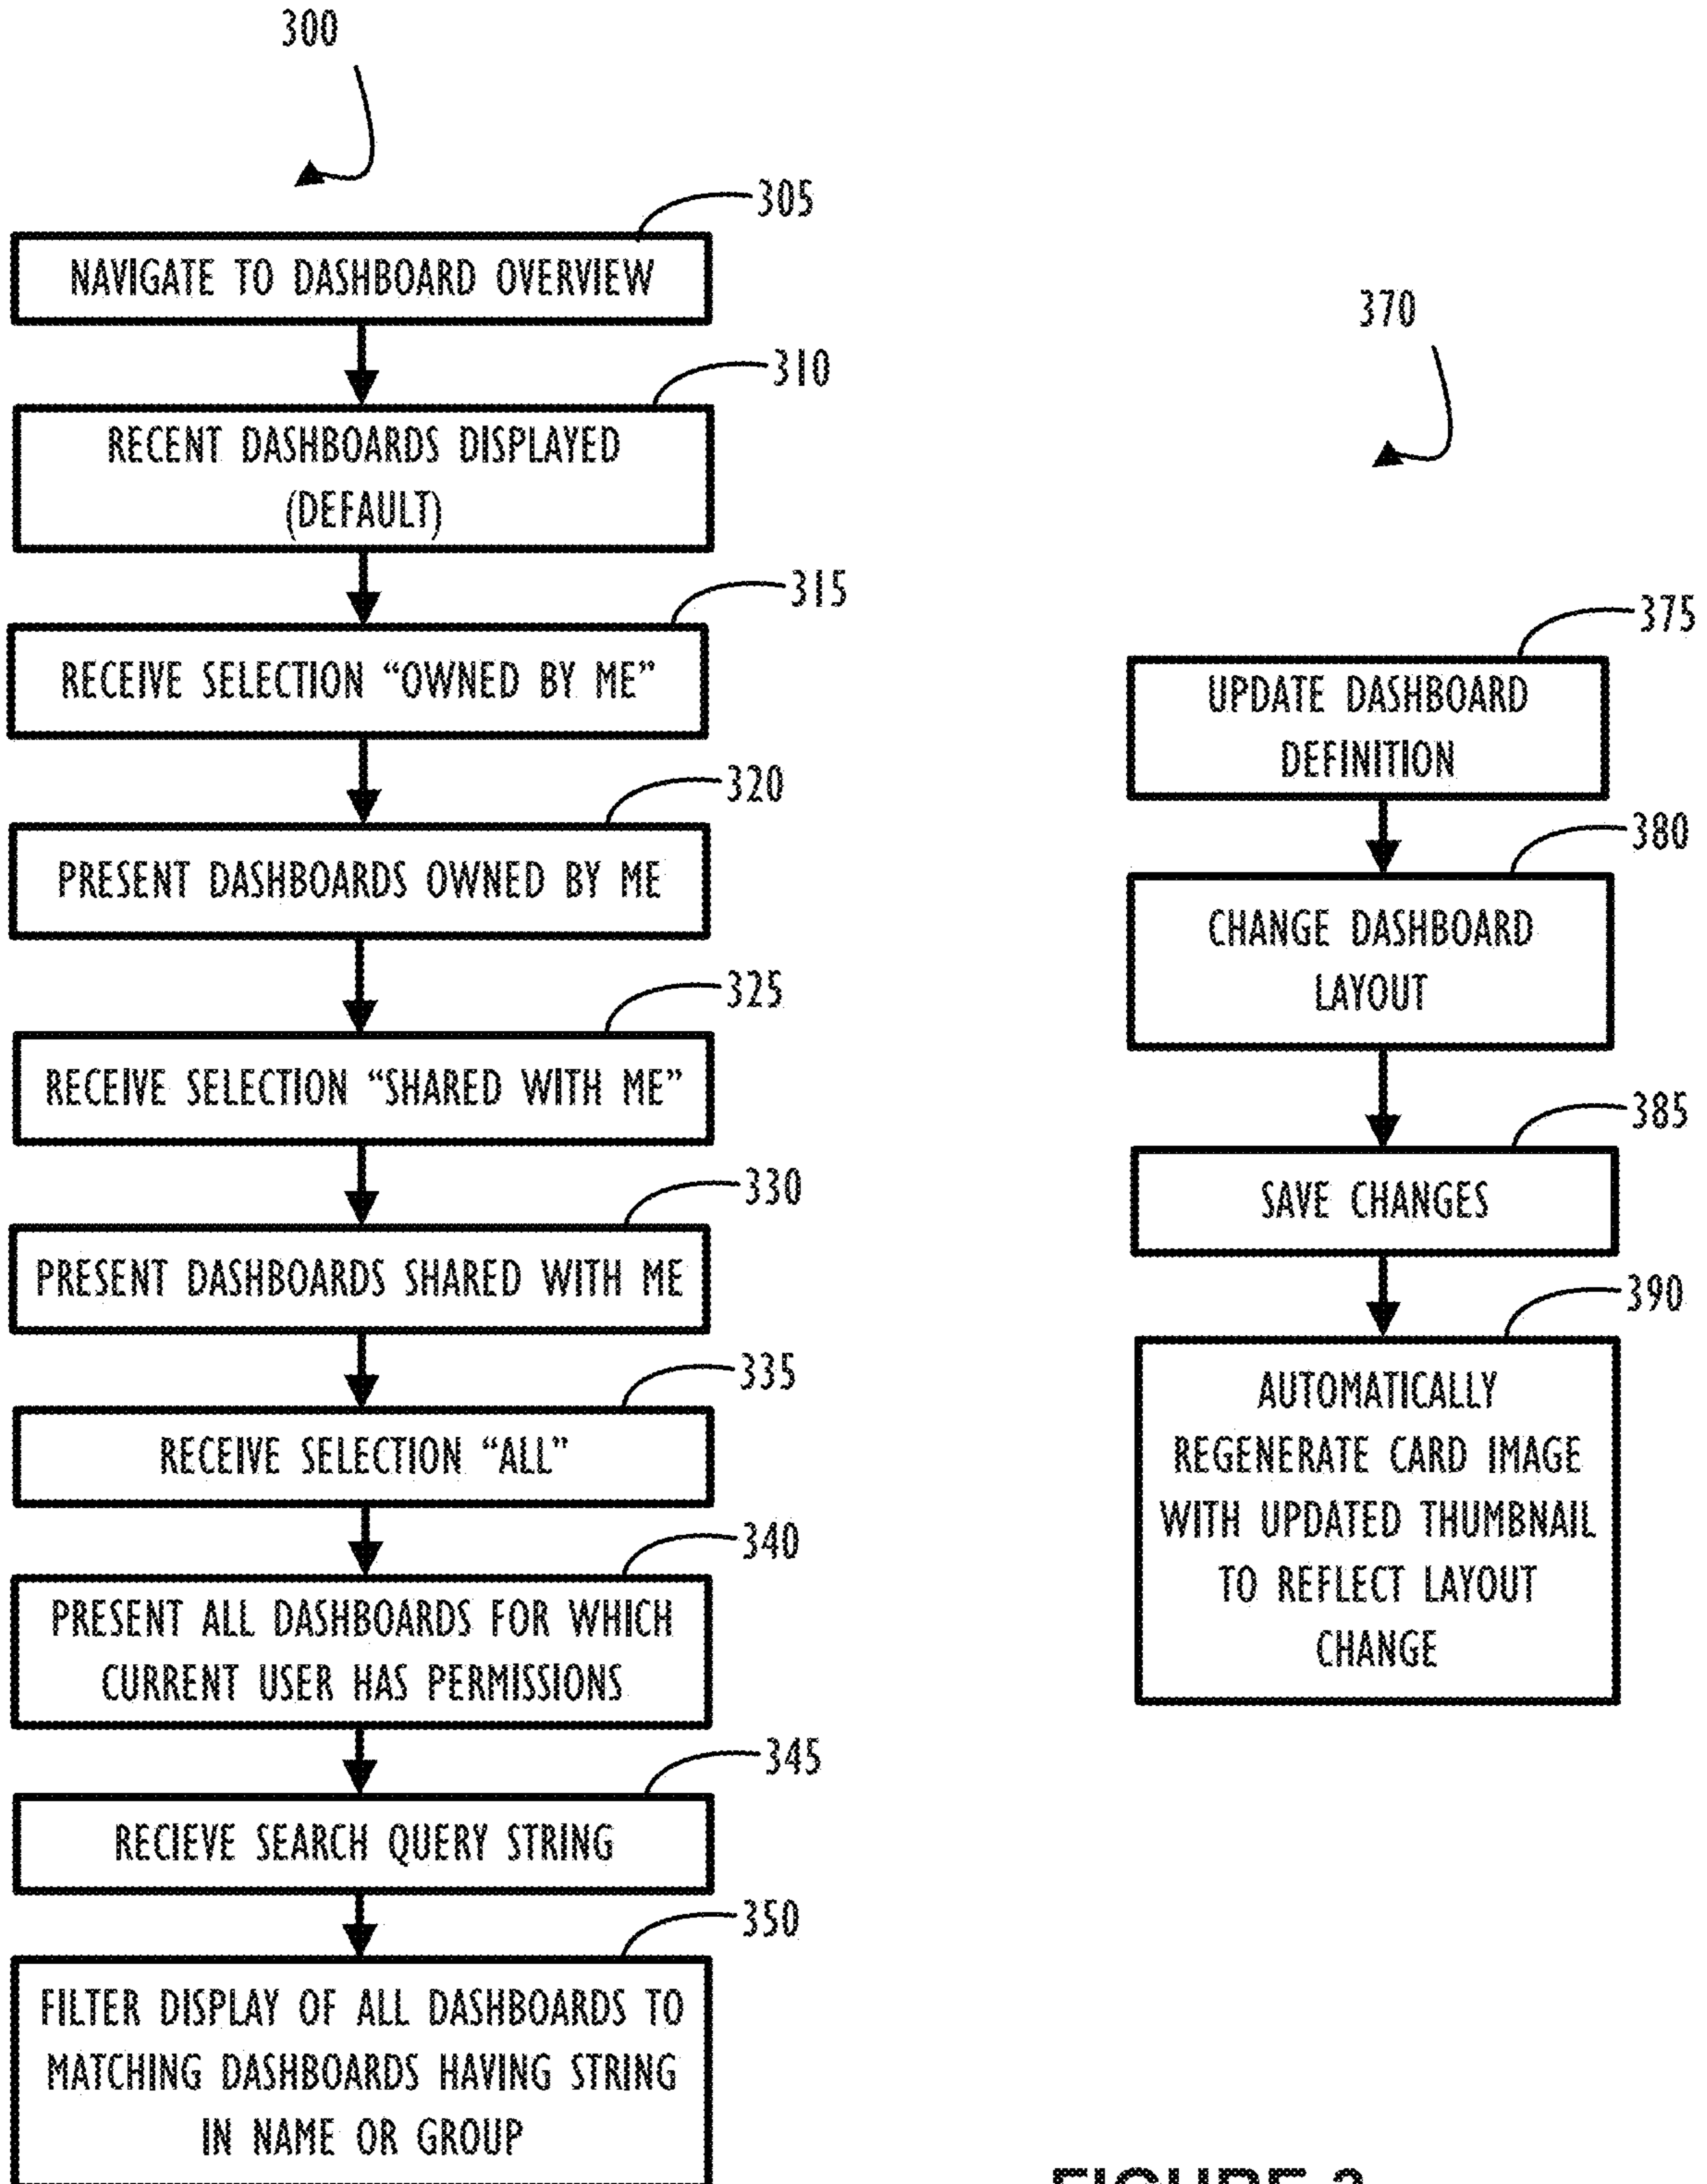 300
305
NAVIGATE TO DASHBOARD OVERVIEW
310
RECENT DASHBOARDS DISPLAYED
(DEFAULT)
315
RECEIVE SELECTION “OWNED BY ME”
320
PRESENT DASHBOARDS OWNED BY ME
325
RECEIVE SELECTION “SHARED WITH ME”
330
PRESENT DASHBOARDS SHARED WITH ME
335
RECEIVE SELECTION “ALL”
340
PRESENT ALL DASHBOARDS FOR WHICH
CURRENT USER HAS PERMISSIONS
345
RECIEVE SEARCH QUERY STRING
350
FILTER DISPLAY OF ALL DASHBOARDS TO
MATCHING DASHBOARDS HAVING STRING
IN NAME OR GROUP
370
375
UPDATE DASHBOARD
DEFINITION
380
CHANGE DASHBOARD
LAYOUT
385
SAVE CHANGES
390
AUTOMATICALLY
REGENERATE CARD IMAGE
WITH UPDATED THUMBNAIL
TO REFLECT LAYOUT
CHANGE
FIGURE 3